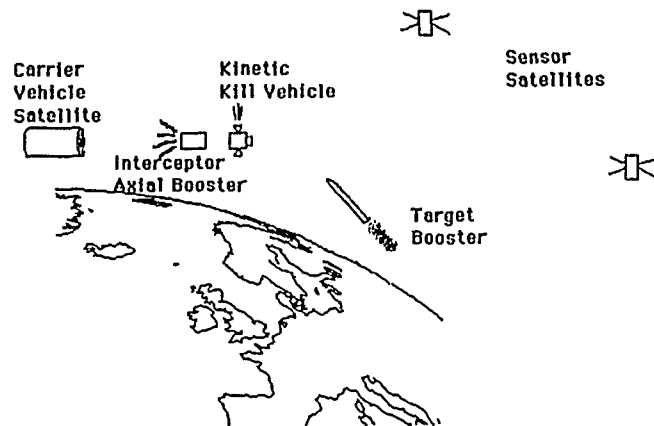 Carrier
Vehicle
Satellite
Kinetic
Kill Vehicle
Sensor
Satellites
Interceptor
Axial Booster
Target
Booster